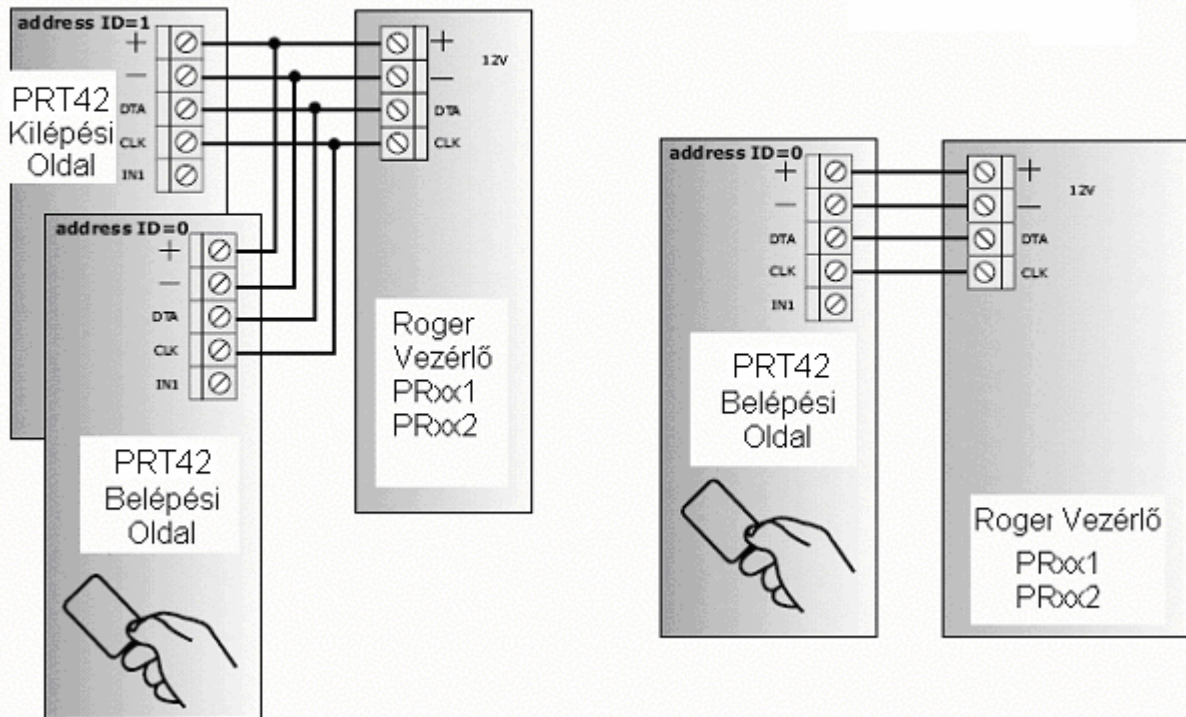 address ID=1
+
—
DTA
CLK
IN1
PRT42
Kilépési
Oldal
+
12V
—
DTA
CLK
address ID=0
+
—
DTA
CLK
IN1
PRT42
Belépési
Oldal
Roger
Vezérlő
PRxx1
PRxx2
address ID=0
+
—
DTA
CLK
IN1
PRT42
Belépési
Oldal
+
12V
—
DTA
CLK
Roger Vezérlő
PRxx1
PRxx2